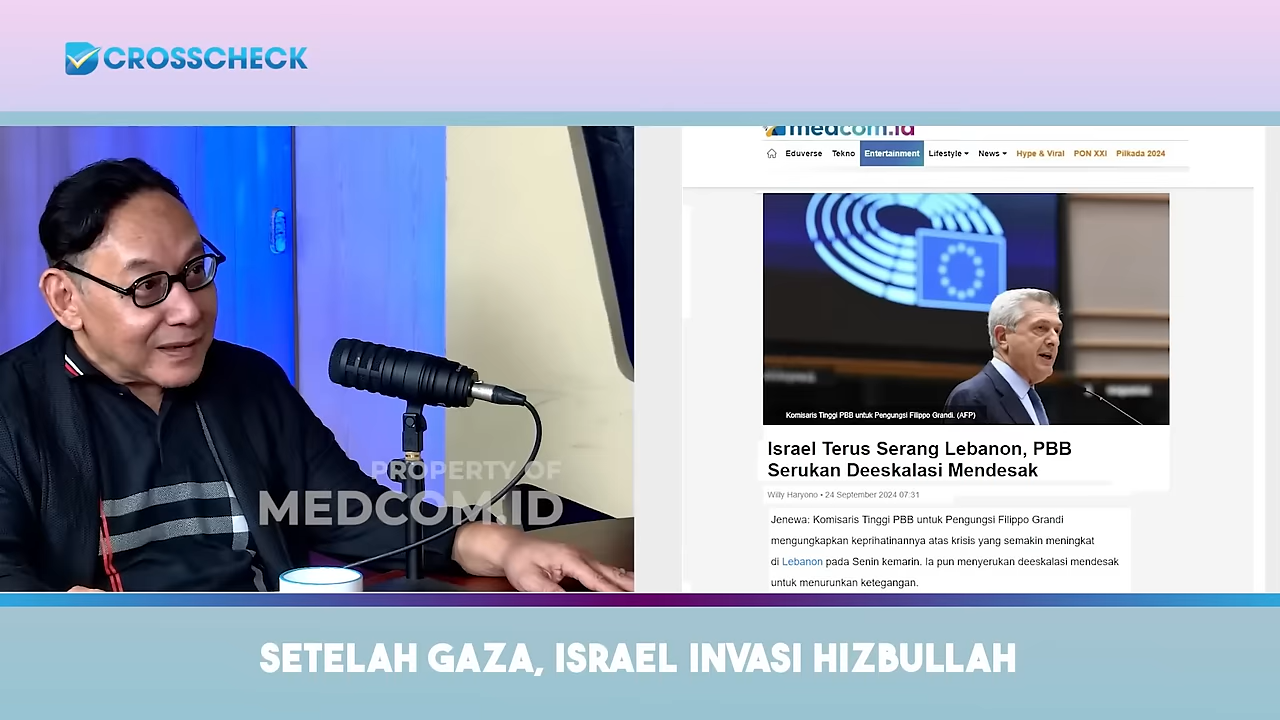 CROSSCHECK
medcom.id
Eduverse Tekno Entertainment Lifestyle News Hype & Viral PON XXI Pilkada 2024
Komisaris Tinggi PBB untuk Pengungsi Filippo Grandi. (AFP)
Israel Terus Serang Lebanon, PBB
Serukan Deeskalasi Mendesak
Willy Haryono • 24 September 2024 07:31
Jenewa: Komisaris Tinggi PBB untuk Pengungsi Filippo Grandi
mengungkapkan keprihatinannya atas krisis yang semakin meningkat
di Lebanon pada Senin kemarin. Ia pun menyerukan deeskalasi mendesak
untuk menurunkan ketegangan.
PROPERTY OF
MEDCOM.ID
SETELAH GAZA, ISRAEL INVASI HIZBULLAH